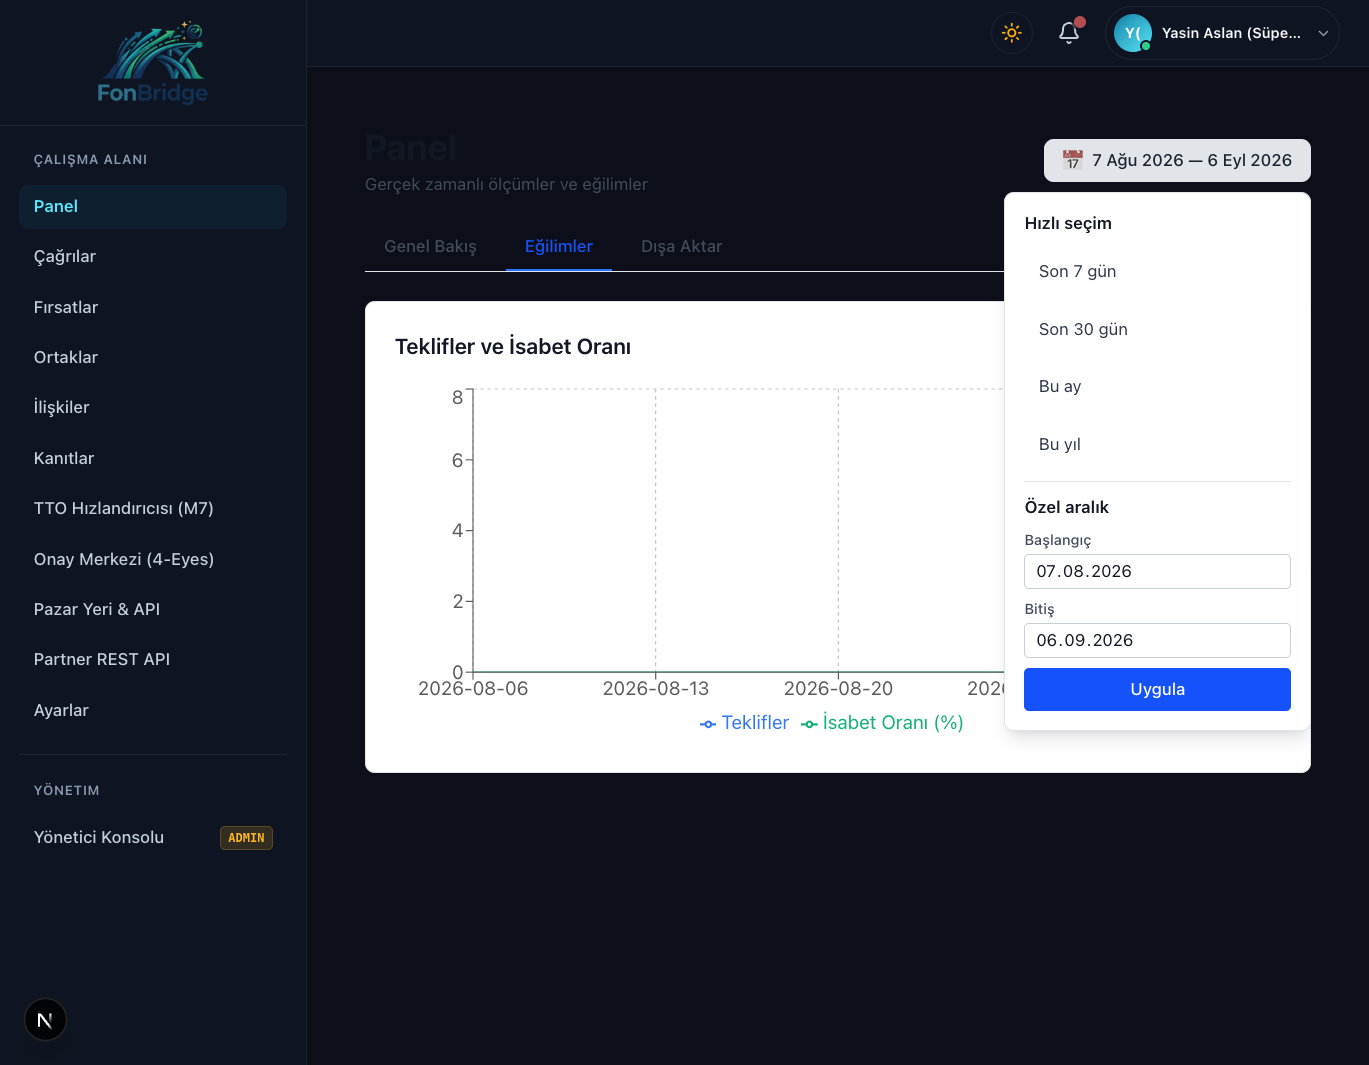 FonBridge
ÇALIŞMA ALANI
Panel
Çağrılar
Fırsatlar
Ortaklar
İlişkiler
Kanıtlar
TTO Hızlandırıcısı (M7)
Onay Merkezi (4-Eyes)
Pazar Yeri & API
Partner REST API
Ayarlar
YÖNETIM
Yönetici Konsolu
ADMIN
N
Y(
Yasin Aslan (Süpe...
Panel
Gerçek zamanlı ölçümler ve eğilimler
17
7 Ağu 2026 — 6 Eyl 2026
Genel Bakış
Eğilimler
Dışa Aktar
Teklifler ve İsabet Oranı
8
6
4
2
0
2026-08-06
2026-08-13
2026-08-20
Teklifler
İsabet Oranı (%)
Hızlı seçim
Son 7 gün
Son 30 gün
Bu ay
Bu yıl
Özel aralık
Başlangıç
07.08.2026
Bitiş
06.09.2026
Uygula